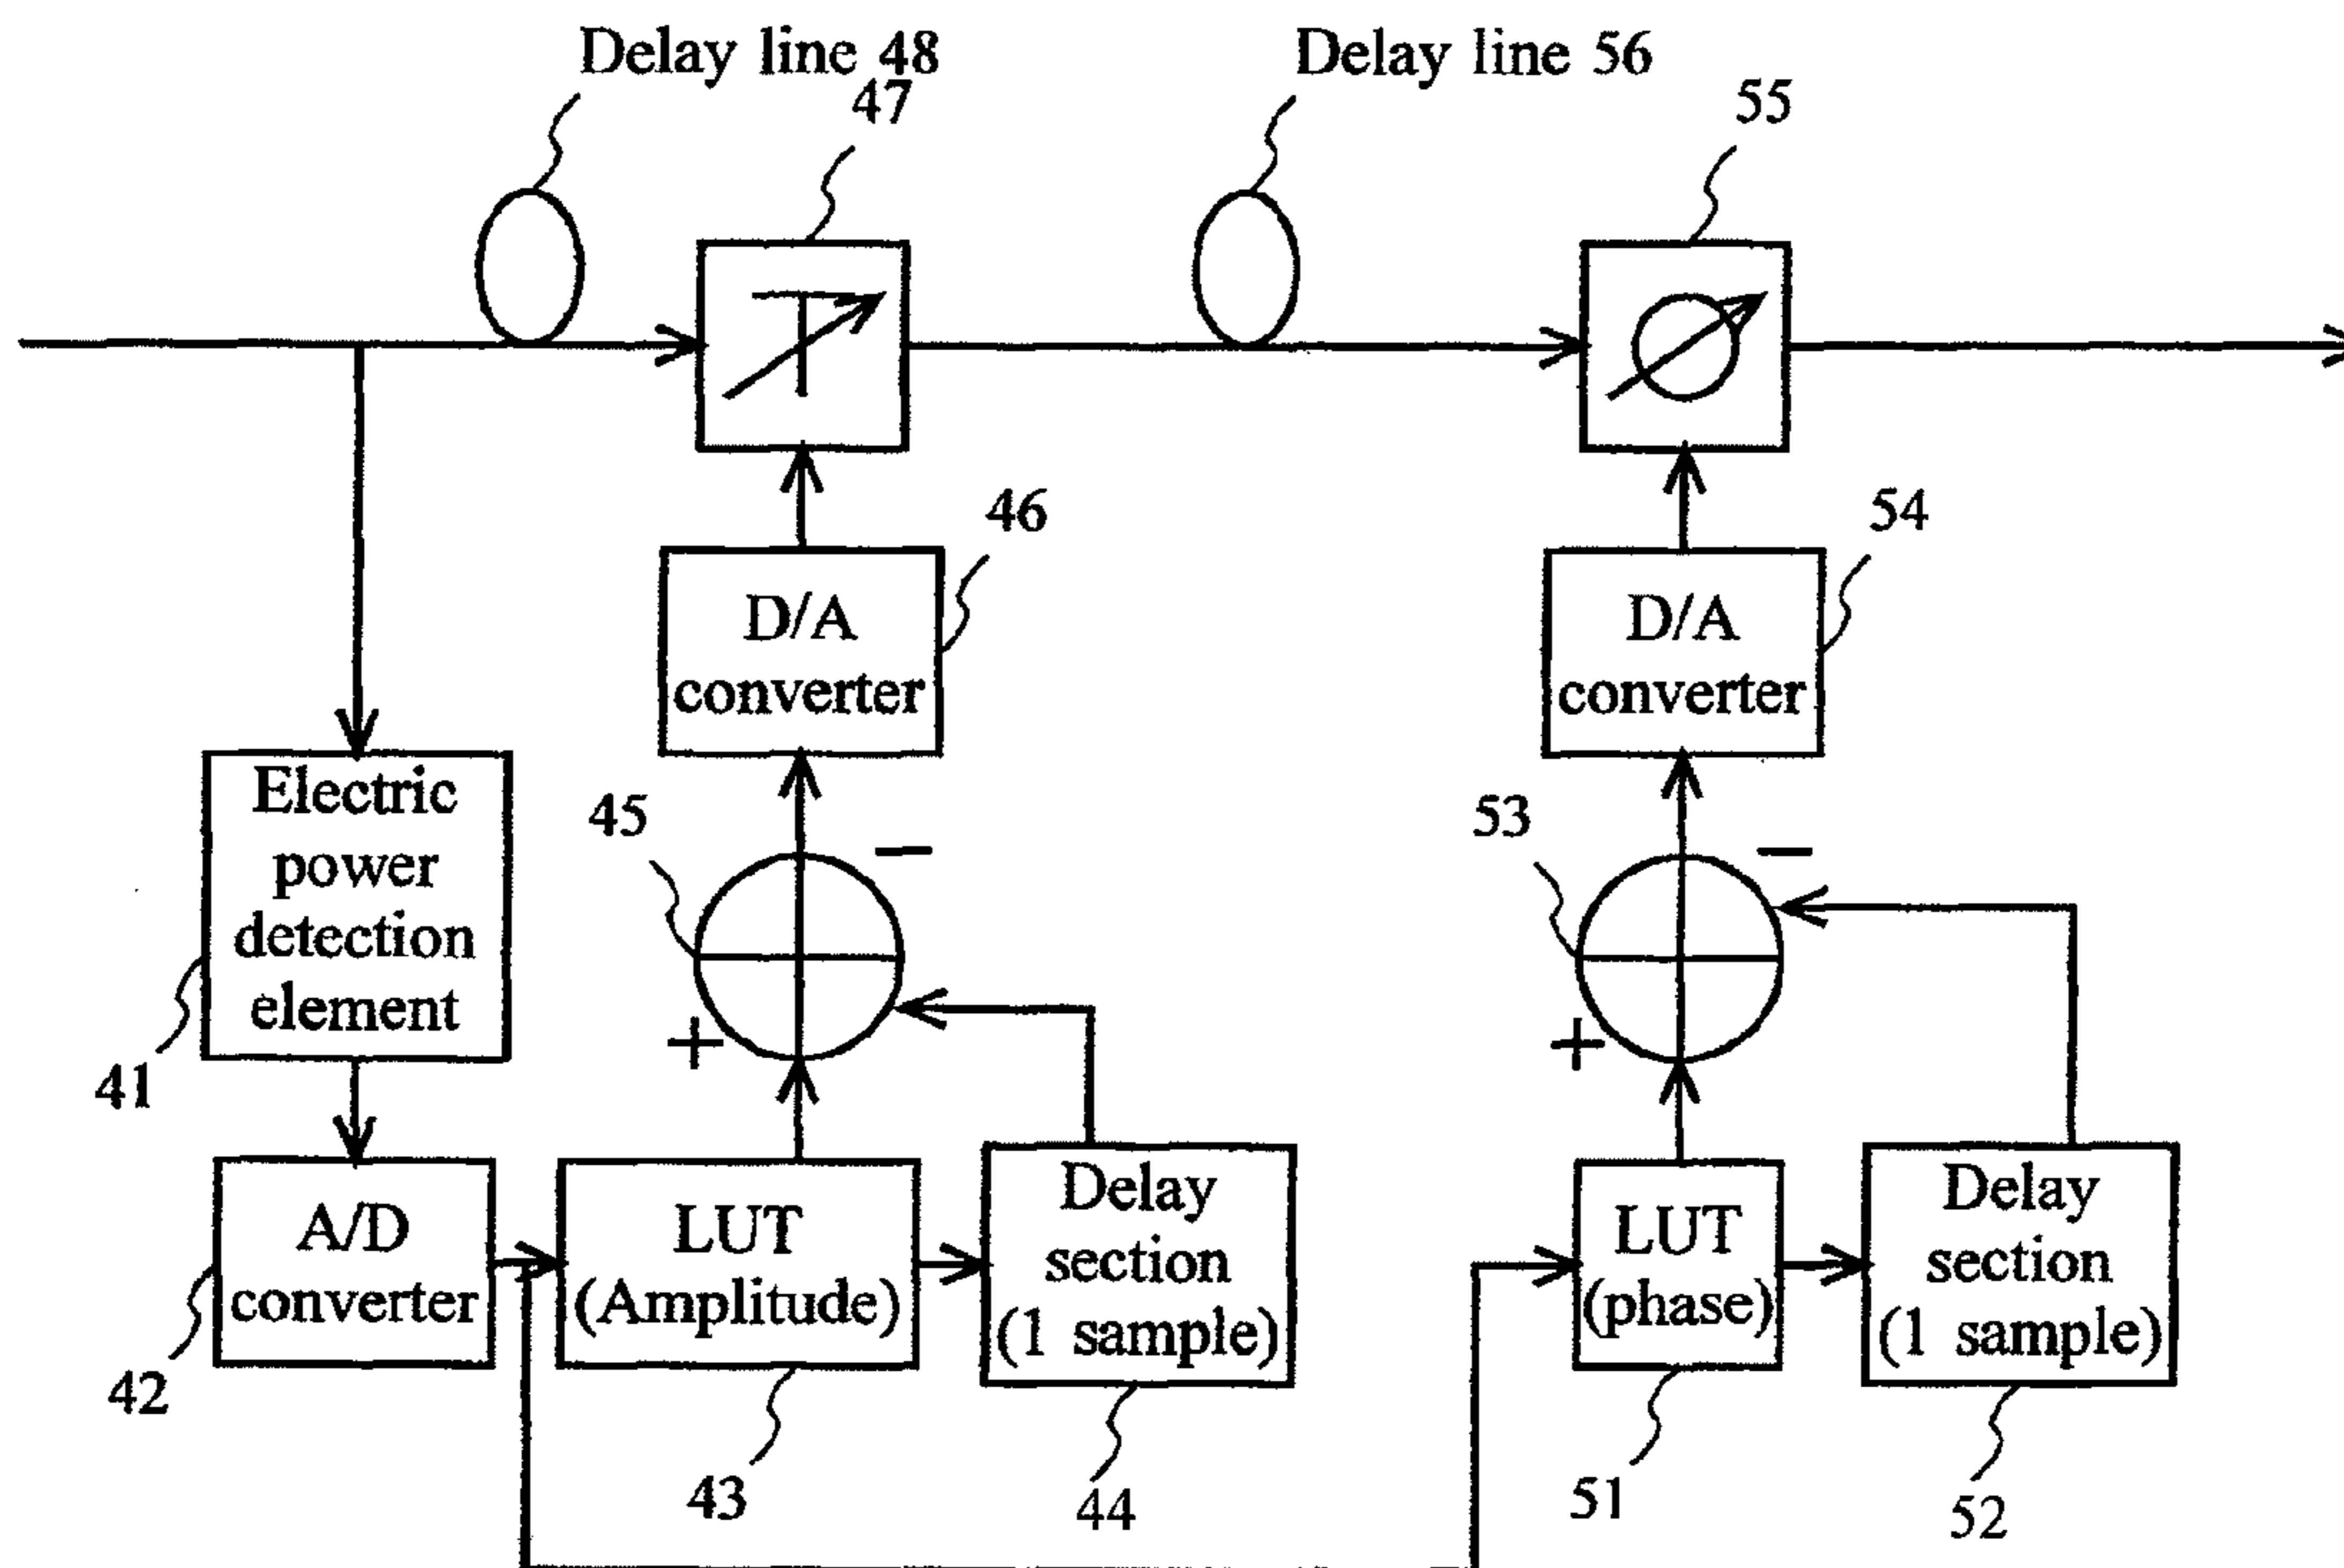 Delay line 48
Delay line 56
47
55
46
54
D/A
converter
D/A
converter
Electric
power
detection
element
45
−
+
53
−
+
41
A/D
converter
LUT
(Amplitude)
Delay
section
(1 sample)
LUT
(phase)
Delay
section
(1 sample)
42
43
44
51
52